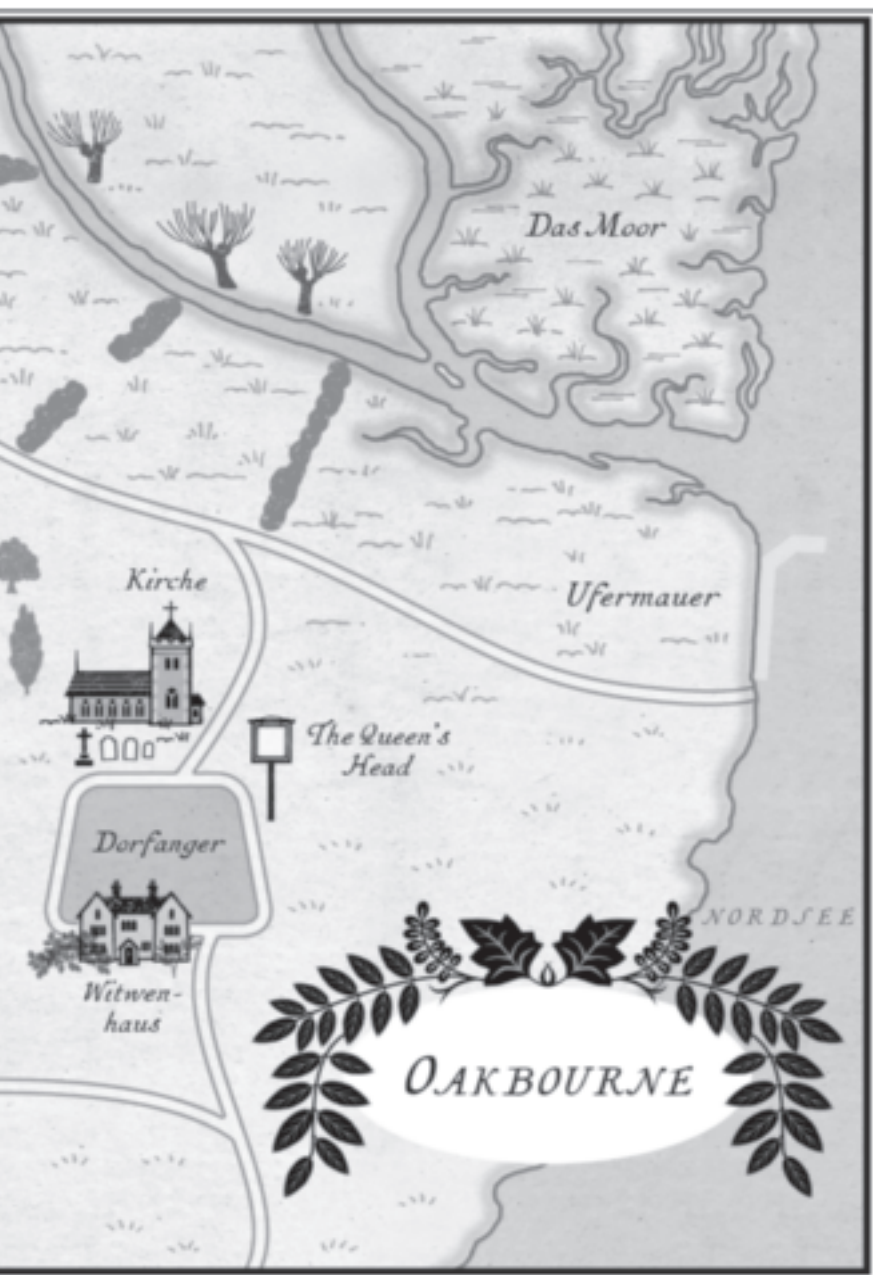 Das Moor
Kirche
Ufermauer
The Queen's
Head
Dorfanger
NORDSEE
Witwen-
haus
OAKBOURNE